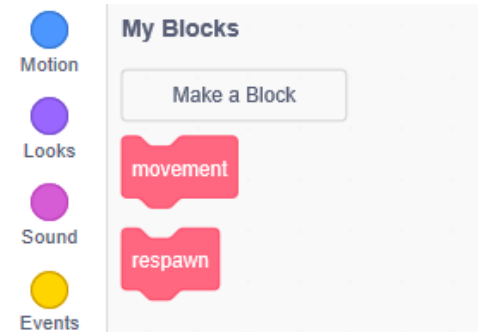 Motion
Looks
Sound
Events
My Blocks
Make a Block
movement
respawn